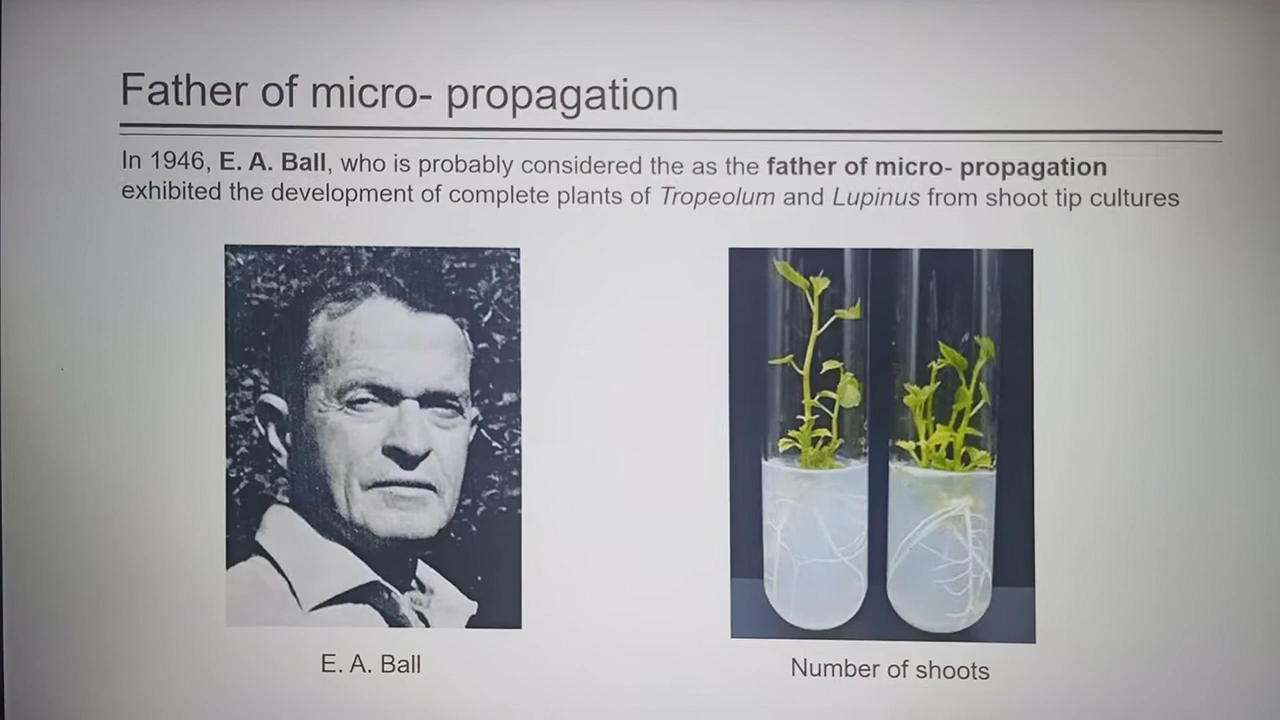 Father of micro- propagation
In 1946, E. A. Ball, who is probably considered the as the father of micro- propagation
exhibited the development of complete plants of Tropeolum and Lupinus from shoot tip cultures
E. A. Ball
Number of shoots